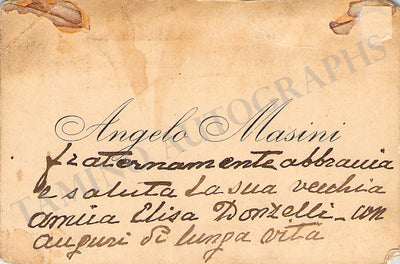 Angelo Masini
fraternamente abbraccia
e saluta la sua vecchia
amica Elisa Donzelli - con
auguri di lunga vita
TAMINO AUTOGRAPHS